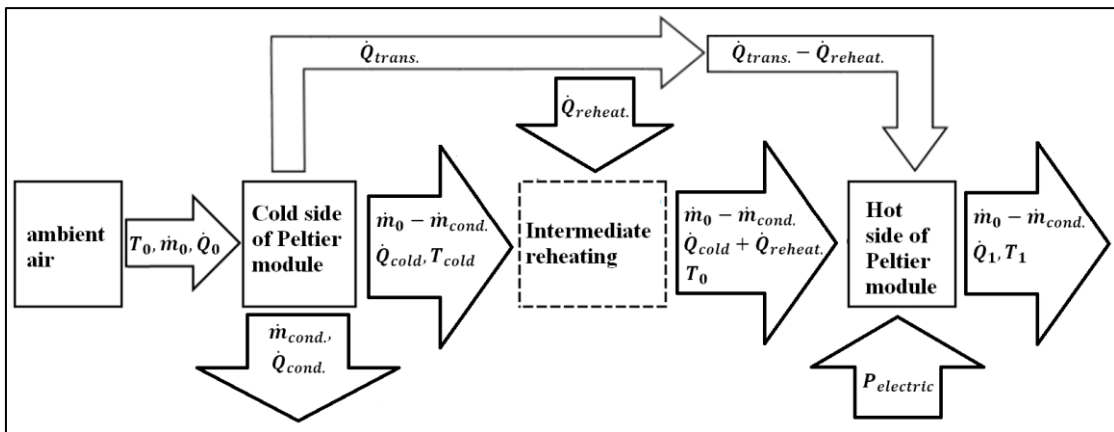 Q̇trans.
Q̇trans. − Q̇reheat.
Q̇reheat.
ambient
air
T0, ṁ0, Q̇0
Cold side
of Peltier
module
ṁ0 − ṁcond.
Q̇cold, Tcold
Intermediate
reheating
ṁ0 − ṁcond.
Q̇cold + Q̇reheat.
T0
Hot
side of
Peltier
module
ṁ0 − ṁcond.
Q̇1, T1
ṁcond.,
Q̇cond.
Pelectric